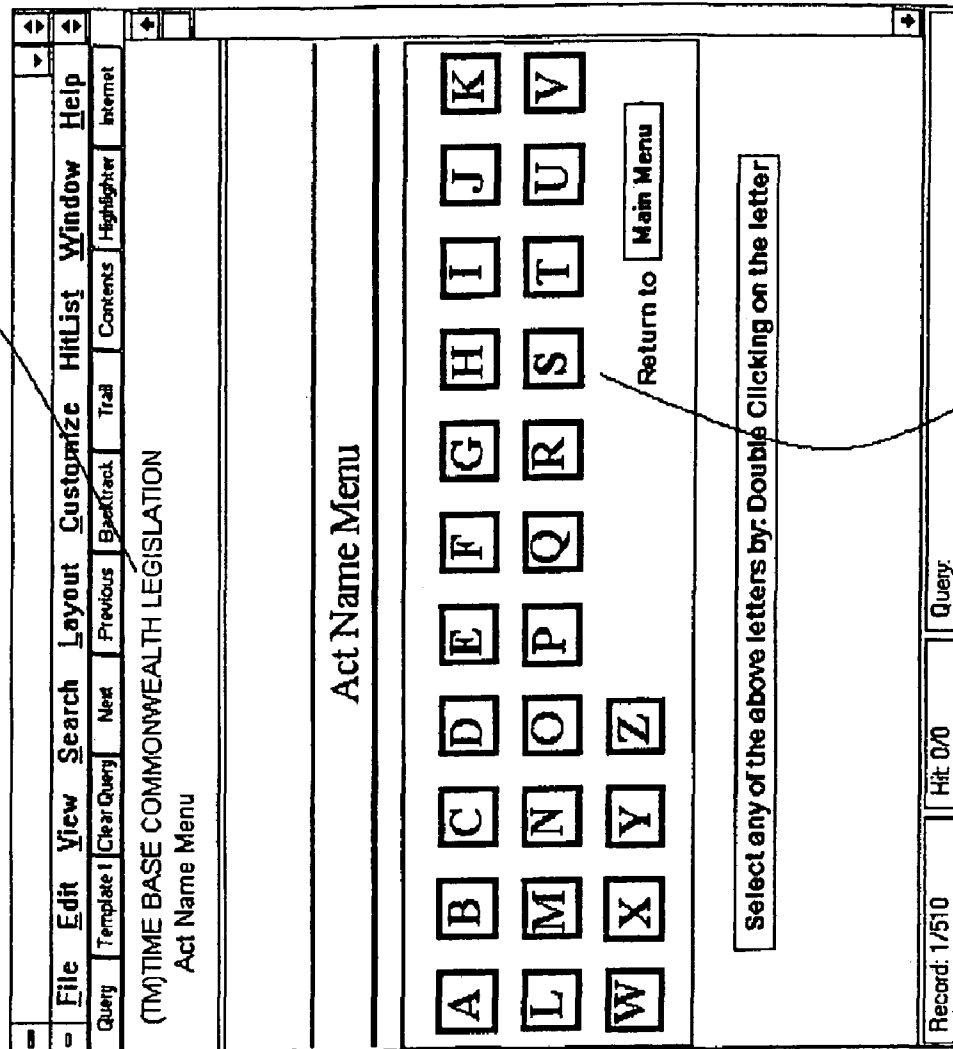 File Edit View Search Layout Customize HitList Window Help
Query Template 1 Clear Query Next Previous Backtrack Trail Contents Highlighter Internet
(TM)TIME BASE COMMONWEALTH LEGISLATION
Act Name Menu
Act Name Menu
A B C D E F G H I J K
L M N O P Q R S T U V
W X Y Z
Return to Main Menu
Select any of the above letters by: Double Clicking on the letter
Record: 1/510 Hit: 0/0 Query: